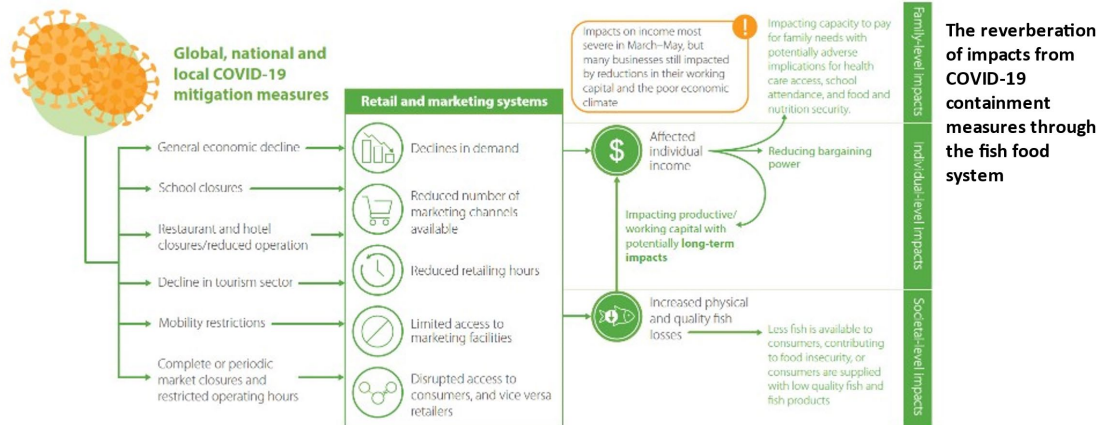 Global, national and
local COVID-19
mitigation measures
General economic decline
School closures
Restaurant and hotel
closures/reduced operation
Decline in tourism sector
Mobility restrictions
Complete or periodic
market closures and
restricted operating hours
Retail and marketing systems
Declines in demand
Reduced number of
marketing channels
available
Reduced retailing hours
Limited access to
marketing facilities
Disrupted access to
consumers, and vice versa
retailers
Impacts on income most
severe in March–May, but
many businesses still impacted
by reductions in their working
capital and the poor economic
climate
!
Impacting capacity to pay
for family needs with
potentially adverse
implications for health
care access, school
attendance, and food and
nutrition security.
$
Affected
individual
income
Reducing bargaining
power
Impacting productive/
working capital with
potentially long-term
impacts
Increased physical
and quality fish
losses
Less fish is available to
consumers, contributing
to food insecurity, or
consumers are supplied
with low quality fish and
fish products
Family-level impacts
Individual-level impacts
Societal-level impacts
The reverberation
of impacts from
COVID-19
containment
measures through
the fish food
system